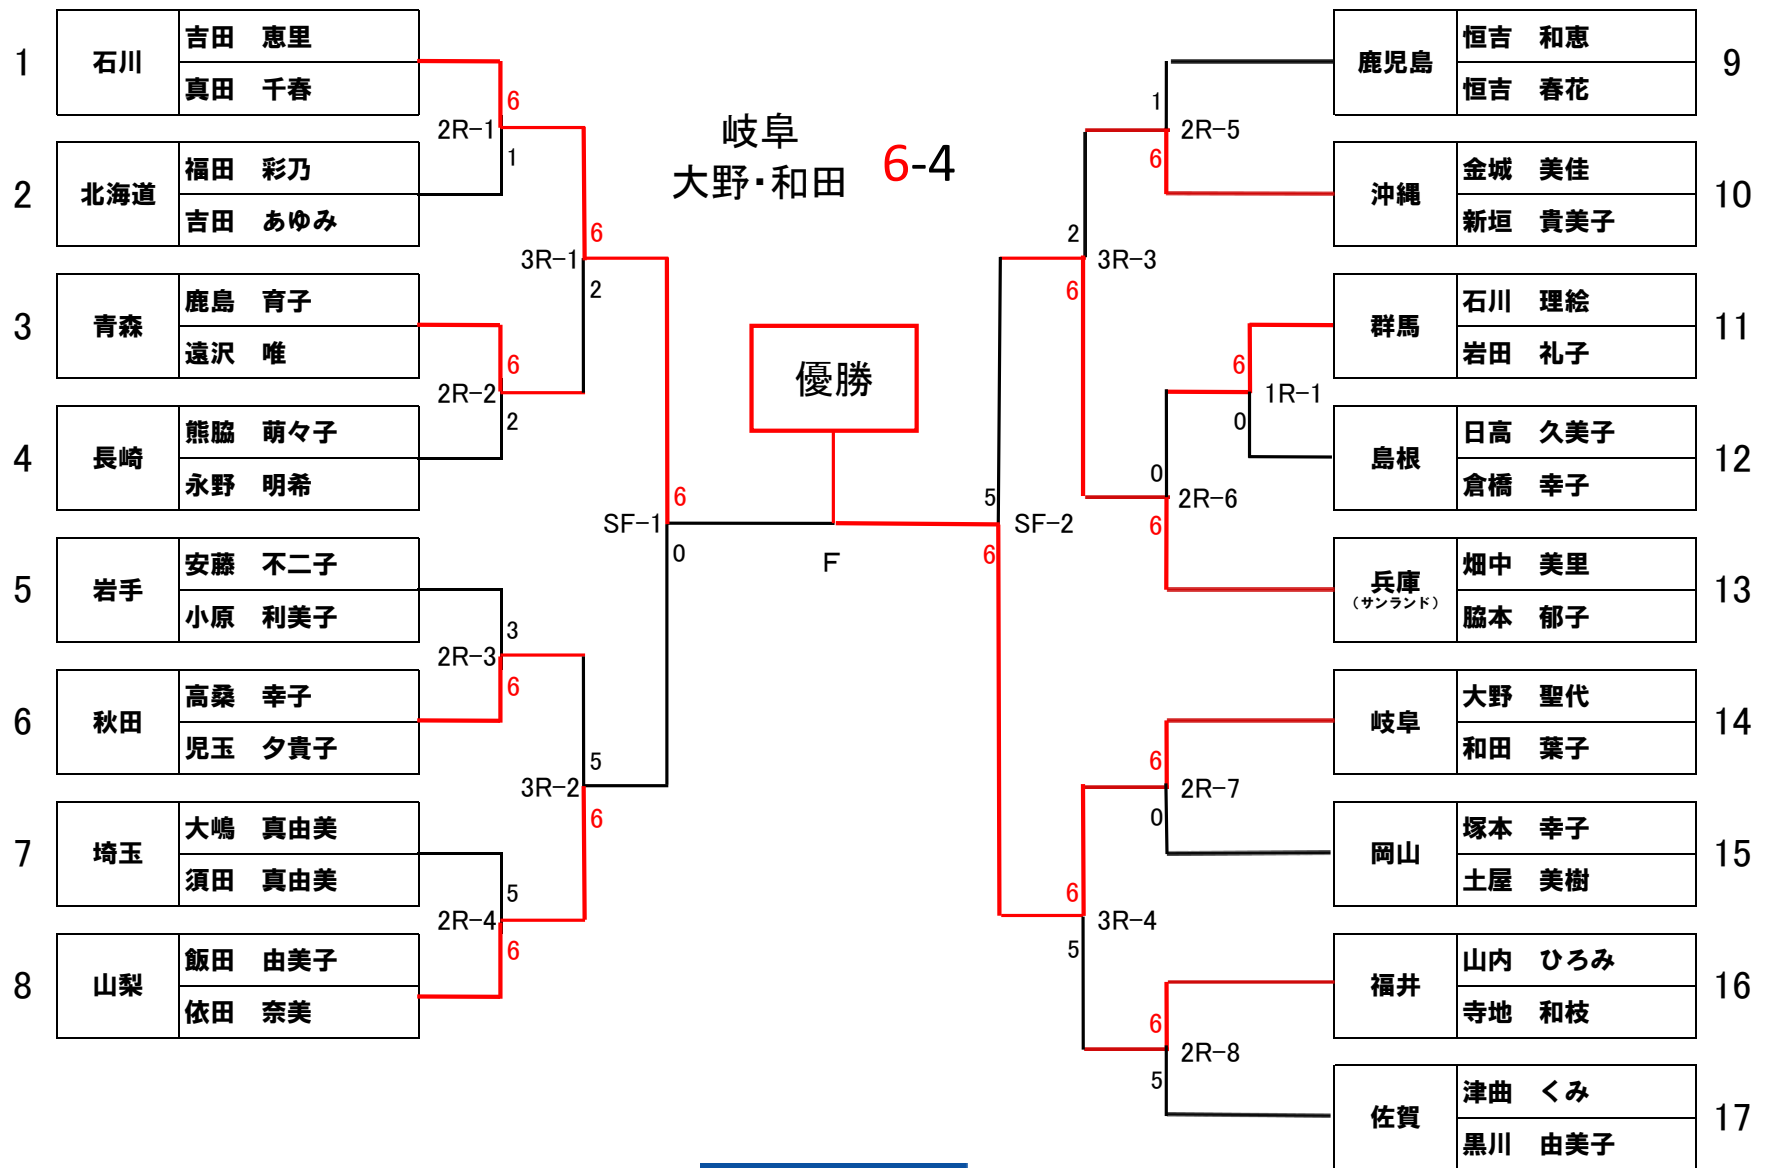 1
石川
吉田　恵里
真田　千春
2
北海道
福田　彩乃
吉田　あゆみ
3
青森
鹿島　育子
遠沢　唯
4
長崎
熊脇　萌々子
永野　明希
5
岩手
安藤　不二子
小原　利美子
6
秋田
高桑　幸子
児玉　夕貴子
7
埼玉
大嶋　真由美
須田　真由美
8
山梨
飯田　由美子
依田　奈美
6
2R-1
1
6
2R-2
2
3
2R-3
6
5
2R-4
6
6
3R-1
2
5
3R-2
6
6
SF-1
0
岐阜
大野・和田 6-4
優勝
F
5
SF-2
6
2
3R-3
6
6
3R-4
5
1
2R-5
6
6
1R-1
0
0
2R-6
6
6
2R-7
0
6
2R-8
5
鹿児島
恒吉　和恵
恒吉　春花
9
沖縄
金城　美佳
新垣　貴美子
10
群馬
石川　理絵
岩田　礼子
11
島根
日高　久美子
倉橋　幸子
12
兵庫
（サンランド）
畑中　美里
脇本　郁子
13
岐阜
大野　聖代
和田　葉子
14
岡山
塚本　幸子
土屋　美樹
15
福井
山内　ひろみ
寺地　和枝
16
佐賀
津曲　くみ
黒川　由美子
17